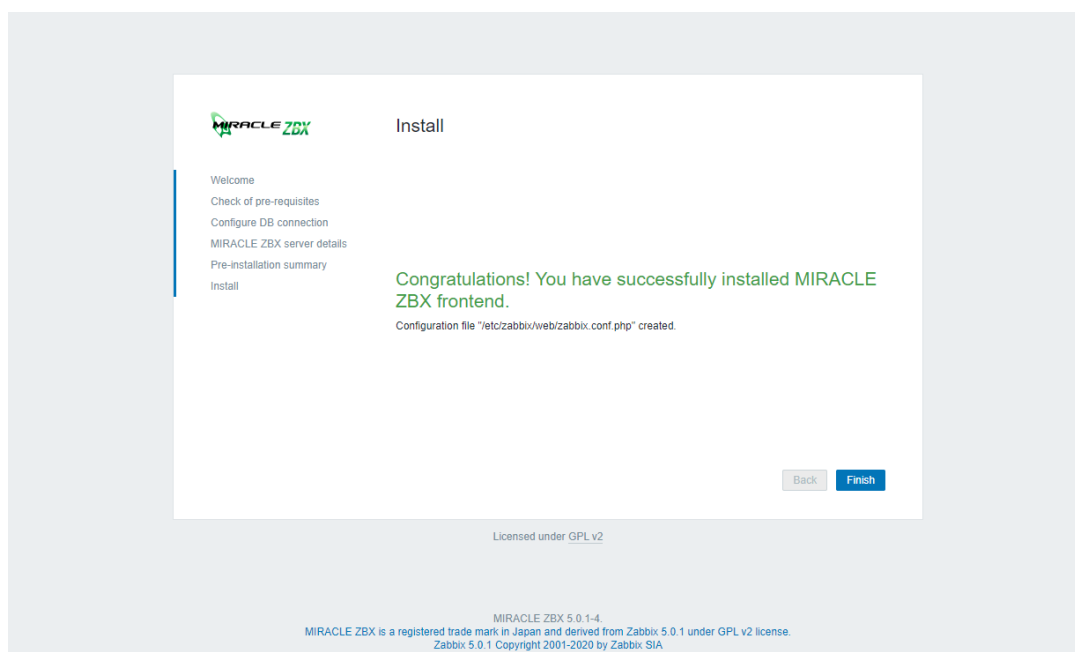 MIRACLE ZBX
Install
Welcome
Check of pre-requisites
Configure DB connection
MIRACLE ZBX server details
Pre-installation summary
Install
Congratulations! You have successfully installed MIRACLE
ZBX frontend.
Configuration file "/etc/zabbix/web/zabbix.conf.php" created.
Back
Finish
Licensed under GPL v2
MIRACLE ZBX 5.0.1-4.
MIRACLE ZBX is a registered trade mark in Japan and derived from Zabbix 5.0.1 under GPL v2 license.
Zabbix 5.0.1 Copyright 2001-2020 by Zabbix SIA